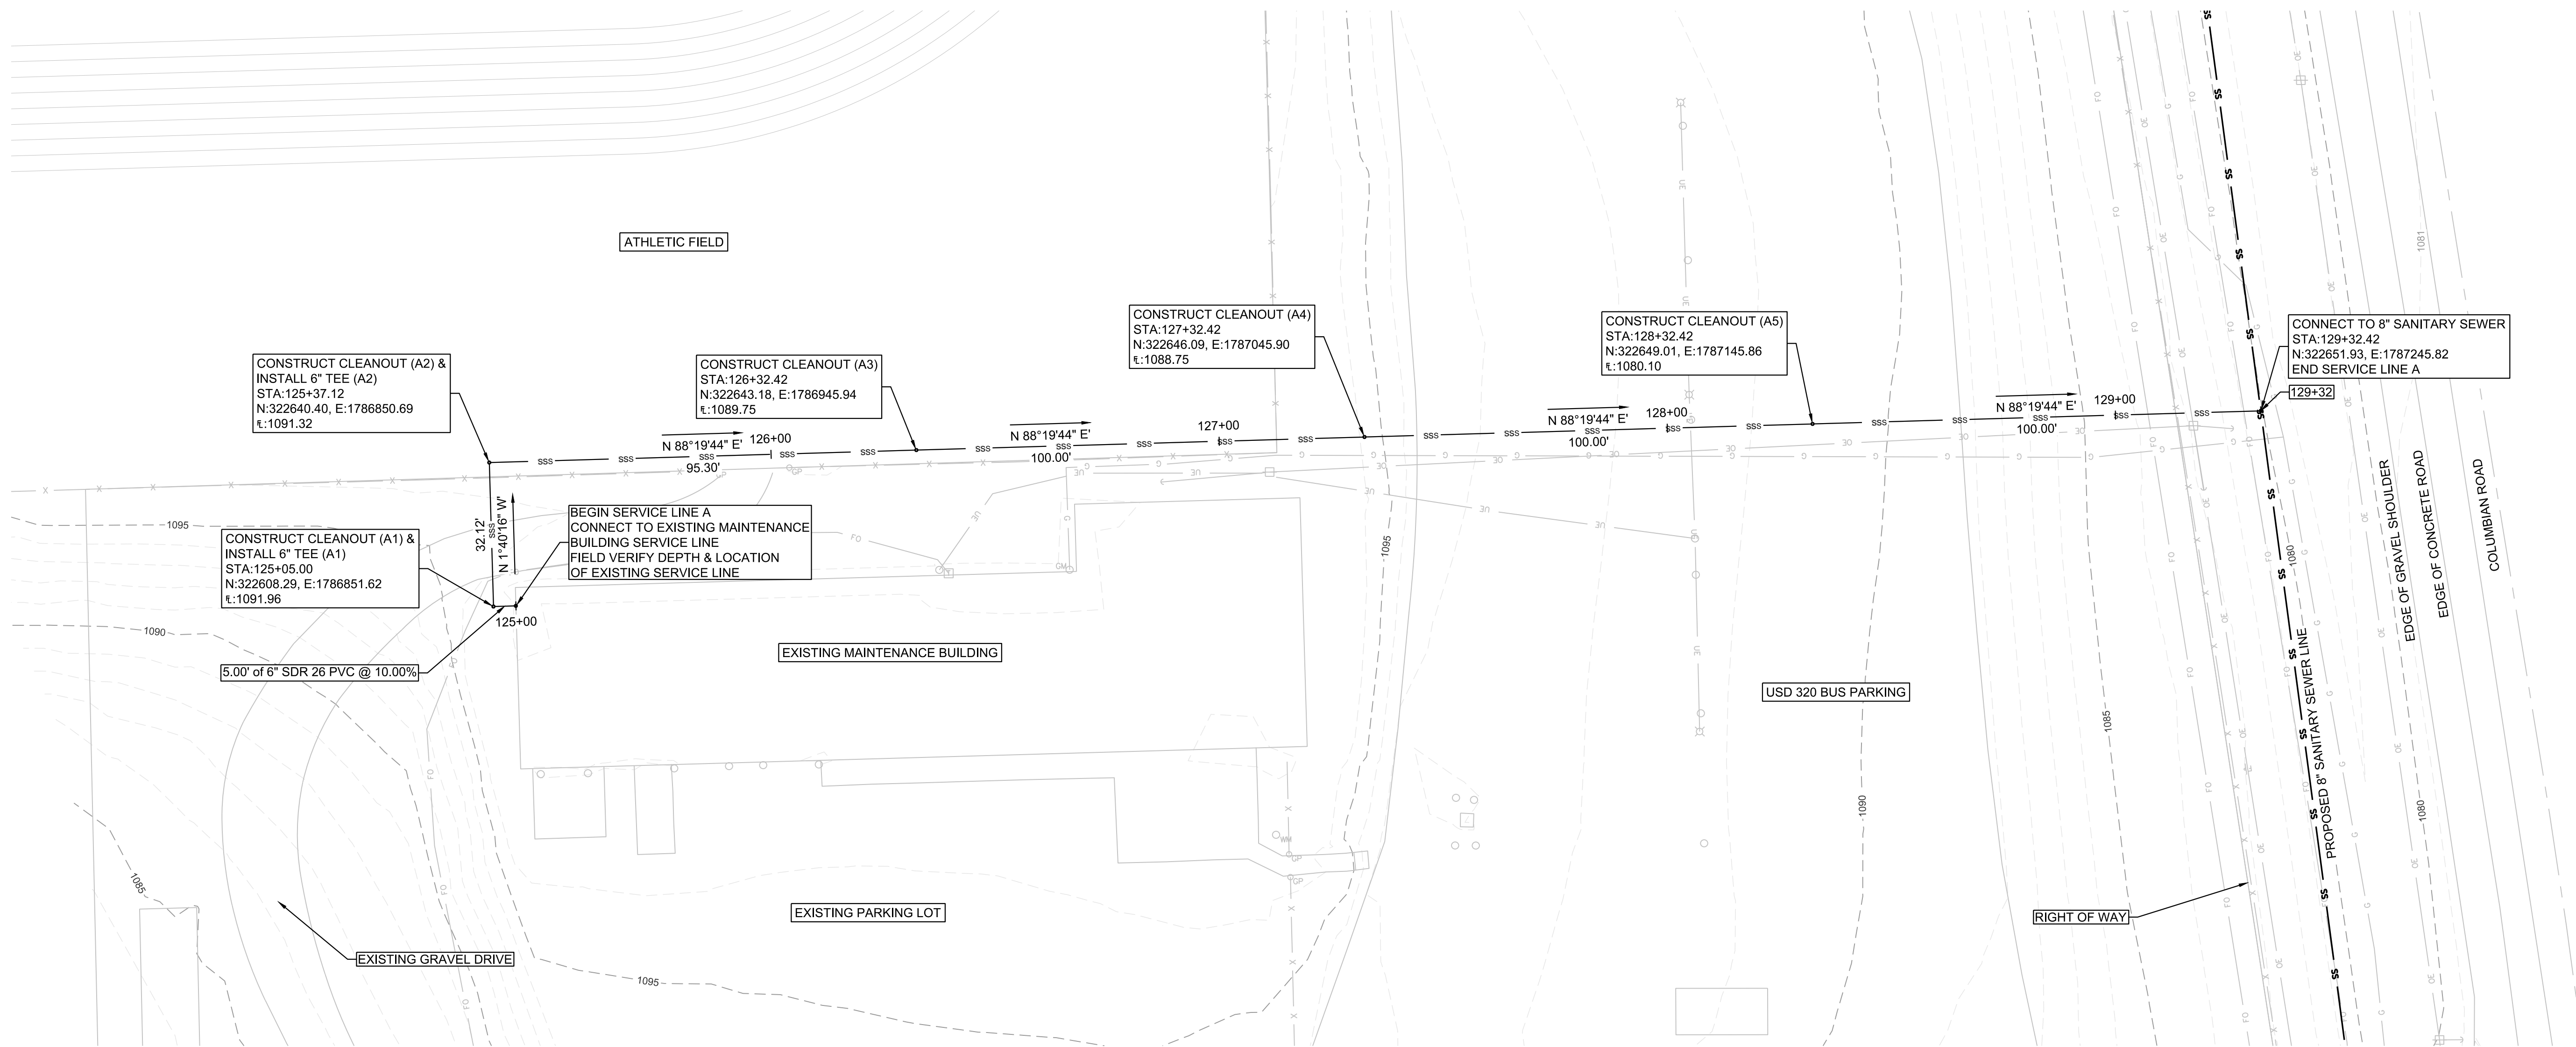 ATHLETIC FIELD
CONSTRUCT CLEANOUT (A2) &
INSTALL 6" TEE (A2)
STA:125+37.12
N:322640.40, E:1786850.69
℄:1091.32
CONSTRUCT CLEANOUT (A3)
STA:126+32.42
N:322643.18, E:1786945.94
℄:1089.75
CONSTRUCT CLEANOUT (A4)
STA:127+32.42
N:322646.09, E:1787045.90
℄:1088.75
CONSTRUCT CLEANOUT (A5)
STA:128+32.42
N:322649.01, E:1787145.86
℄:1080.10
CONNECT TO 8" SANITARY SEWER
STA:129+32.42
N:322651.93, E:1787245.82
END SERVICE LINE A
129+32
N 88°19'44" E'
95.30'
126+00
N 88°19'44" E'
100.00'
127+00
N 88°19'44" E'
100.00'
128+00
N 88°19'44" E'
100.00'
129+00
32.12'
N 1°40'16" W'
CONSTRUCT CLEANOUT (A1) &
INSTALL 6" TEE (A1)
STA:125+05.00
N:322608.29, E:1786851.62
℄:1091.96
BEGIN SERVICE LINE A
CONNECT TO EXISTING MAINTENANCE
BUILDING SERVICE LINE
FIELD VERIFY DEPTH & LOCATION
OF EXISTING SERVICE LINE
125+00
5.00' of 6" SDR 26 PVC @ 10.00%
EXISTING MAINTENANCE BUILDING
USD 320 BUS PARKING
EXISTING PARKING LOT
EXISTING GRAVEL DRIVE
RIGHT OF WAY
PROPOSED 8" SANITARY SEWER LINE
EDGE OF GRAVEL SHOULDER
EDGE OF CONCRETE ROAD
COLUMBIAN ROAD
1095
1090
1085
1095
1095
1090
1085
1080
1080
1081